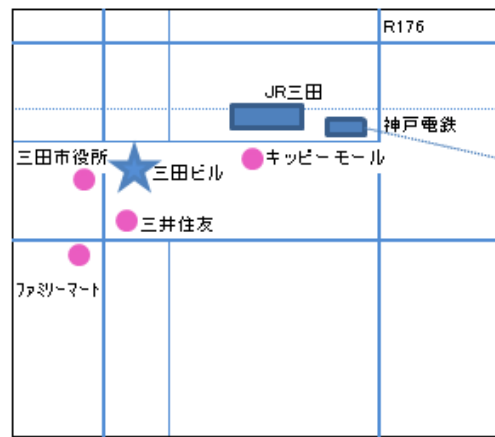 R176
JR三田
神戸電鉄
三田市役所
キッピーモール
三田ビル
三井住友
ファミリーマート